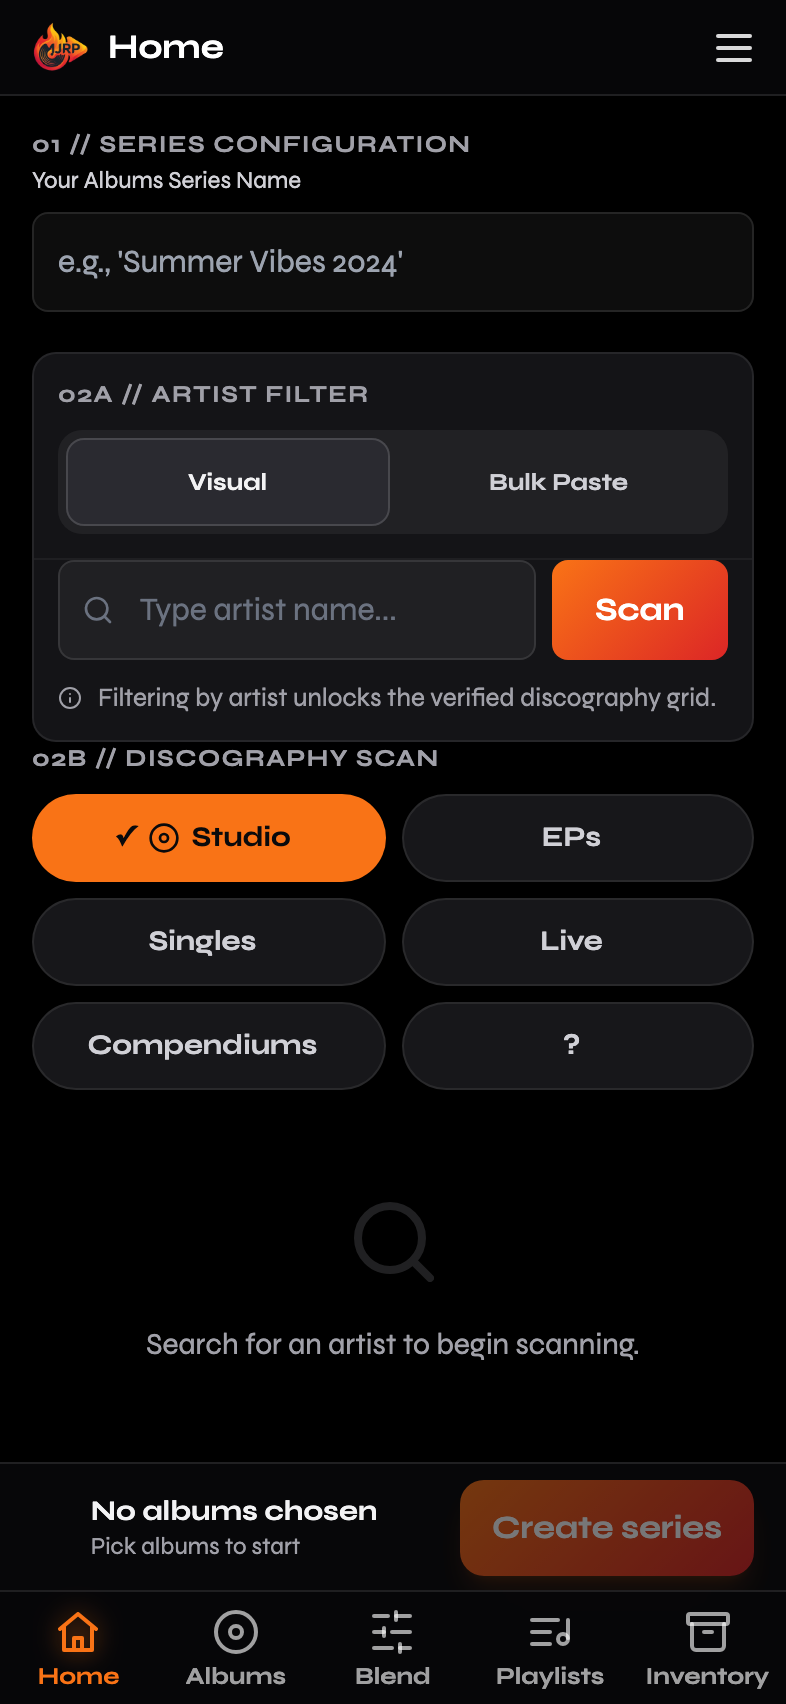 MJRP
Home
01 // SERIES CONFIGURATION
Your Albums Series Name
e.g., 'Summer Vibes 2024'
02A // ARTIST FILTER
Visual
Bulk Paste
Type artist name...
Scan
Filtering by artist unlocks the verified discography grid.
02B // DISCOGRAPHY SCAN
✓ Studio
EPs
Singles
Live
Compendiums
?
Search for an artist to begin scanning.
No albums chosen
Pick albums to start
Create series
Home
Albums
Blend
Playlists
Inventory